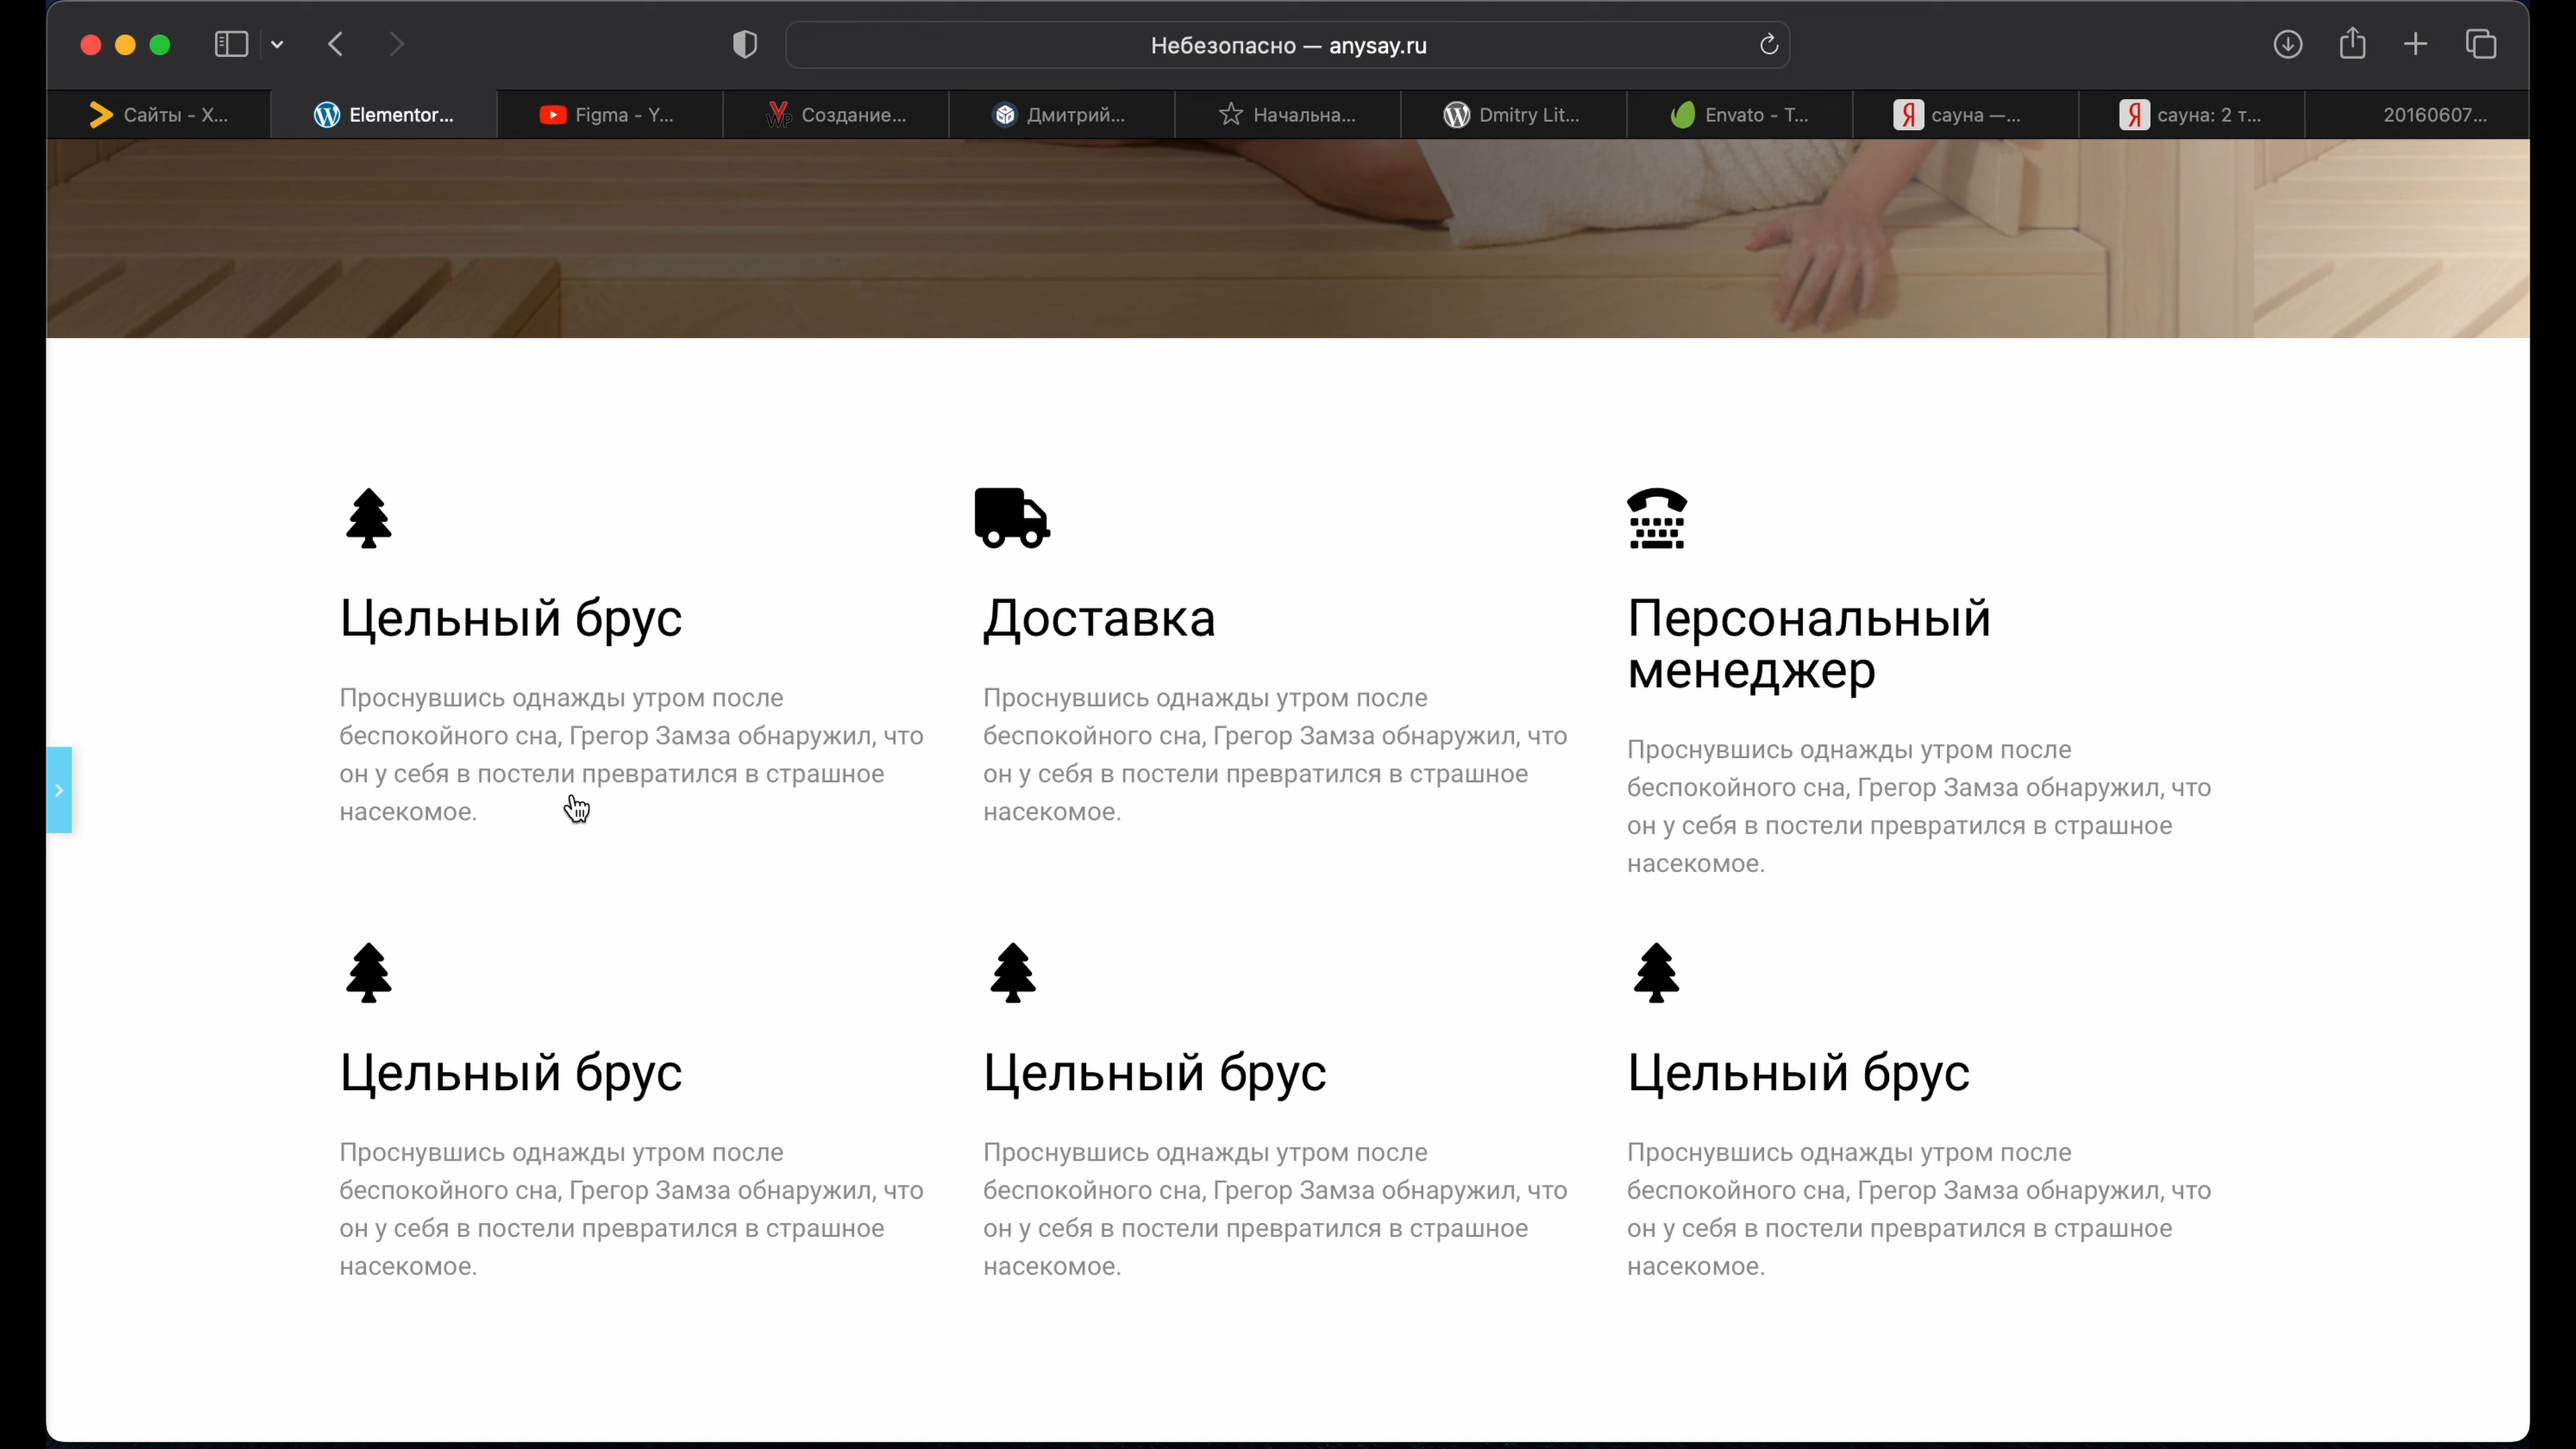 Небезопасно — anysay.ru
Сайты - X...
Elementor...
Figma - Y...
Создание...
Дмитрий...
Начальна...
Dmitry Lit...
Envato - T...
сауна —...
сауна: 2 т...
20160607...
Цельный брус
Проснувшись однажды утром после
беспокойного сна, Грегор Замза обнаружил, что
он у себя в постели превратился в страшное
насекомое.
Доставка
Проснувшись однажды утром после
беспокойного сна, Грегор Замза обнаружил, что
он у себя в постели превратился в страшное
насекомое.
Персональный
менеджер
Проснувшись однажды утром после
беспокойного сна, Грегор Замза обнаружил, что
он у себя в постели превратился в страшное
насекомое.
Цельный брус
Проснувшись однажды утром после
беспокойного сна, Грегор Замза обнаружил, что
он у себя в постели превратился в страшное
насекомое.
Цельный брус
Проснувшись однажды утром после
беспокойного сна, Грегор Замза обнаружил, что
он у себя в постели превратился в страшное
насекомое.
Цельный брус
Проснувшись однажды утром после
беспокойного сна, Грегор Замза обнаружил, что
он у себя в постели превратился в страшное
насекомое.